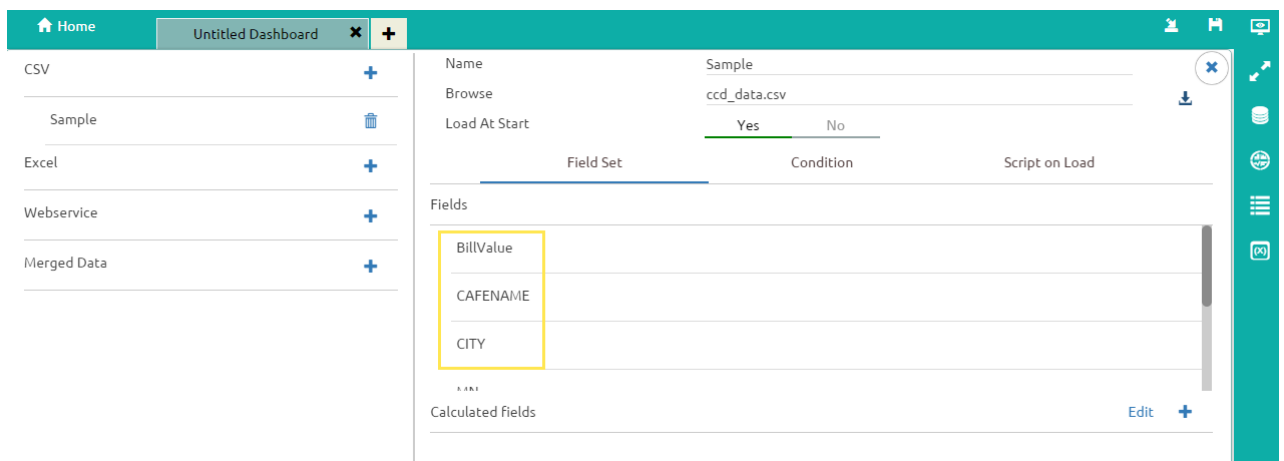 Home
Untitled Dashboard
CSV
Sample
Excel
Webservice
Merged Data
Name Sample
Browse ccd_data.csv
Load At Start Yes No
Field Set Condition Script on Load
Fields
BillValue
CAFENAME
CITY
Calculated fields Edit